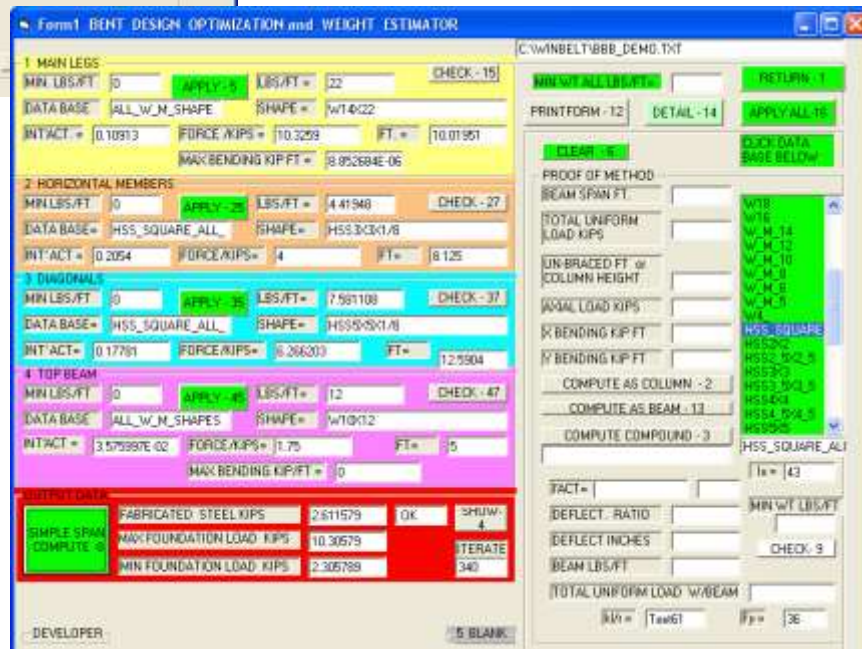 Form1 BENT DESIGN OPTIMIZATION and WEIGHT ESTIMATOR
C:\WINBELT\BBB_DEMO.TXT
1 MAIN LEGS
MIN. LBS/FT 0 APPLY - 5 LBS/FT = 22 CHECK - 15
DATA BASE ALL_W_M_SHAPE SHAPE = W14X22
INT'ACT. = 0.10913 FORCE /KIPS = 10.3259 FT. = 10.01951
MAX BENDING KIP FT = 8.852684E-06
2 HORIZONTAL MEMBERS
MIN LBS/FT 0 APPLY - 25 LBS/FT = 4.41948 CHECK - 27
DATA BASE= HSS_SQUARE_ALL_ SHAPE= HSS3X3X1/8
INT'ACT = 0.2054 FORCE/KIPS= 4 FT= 8.125
3 DIAGONALS
MIN LBS/FT 0 APPLY - 35 LBS/FT= 7.581108 CHECK - 37
DATA BASE= HSS_SQUARE_ALL_ SHAPE= HSS5X5X1/8
INT'ACT= 0.17781 FORCE/KIPS= 6.266203 FT= 12.5904
4 TOP BEAM
MIN LBS/FT 0 APPLY - 45 LBS/FT= 12 CHECK - 47
DATA BASE ALL_W_M_SHAPES SHAPE= W10X12
INT'ACT = 3.575997E-02 FORCE/KIPS= 1.75 FT= 5
MAX BENDING KIP/FT = 0
OUTPUT DATA
SIMPLE SPAN
COMPUTE -8
FABRICATED STEEL KIPS 2.611579 OK SHOW-
4
MAX FOUNDATION LOAD KIPS 10.30579
ITERATE
MIN FOUNDATION LOAD KIPS 2.305789 340
DEVELOPER 5 BLANK
MIN WT ALL LBS/FT= RETURN - 1
PRINTFORM - 12 DETAIL - 14 APPLY ALL-16
CLEAR - 6
CLICK DATA
BASE BELOW
PROOF OF METHOD
BEAM SPAN FT.
TOTAL UNIFORM
LOAD KIPS
UN-BRACED FT or
COLUMN HEIGHT
AXIAL LOAD KIPS
X BENDING KIP FT
Y BENDING KIP FT
COMPUTE AS COLUMN - 2
COMPUTE AS BEAM - 13
COMPUTE COMPOUND - 3
W18
W16
W_M_14
W_M_12
W_M_10
W_M_8
W_M_6
W_M_5
W4
HSS_SQUARE
HSS2X2
HSS2_5X2_5
HSS3X3
HSS3_5X3_5
HSS4X4
HSS4_5X4_5
HSS5X5
HSS_SQUARE_ALL
Ix = 43
I'ACT=
MIN WT LBS/FT
DEFLECT. RATIO
DEFLECT INCHES CHECK - 9
BEAM LBS/FT
TOTAL UNIFORM LOAD W/BEAM
kl/r = Text61 Fy = 36